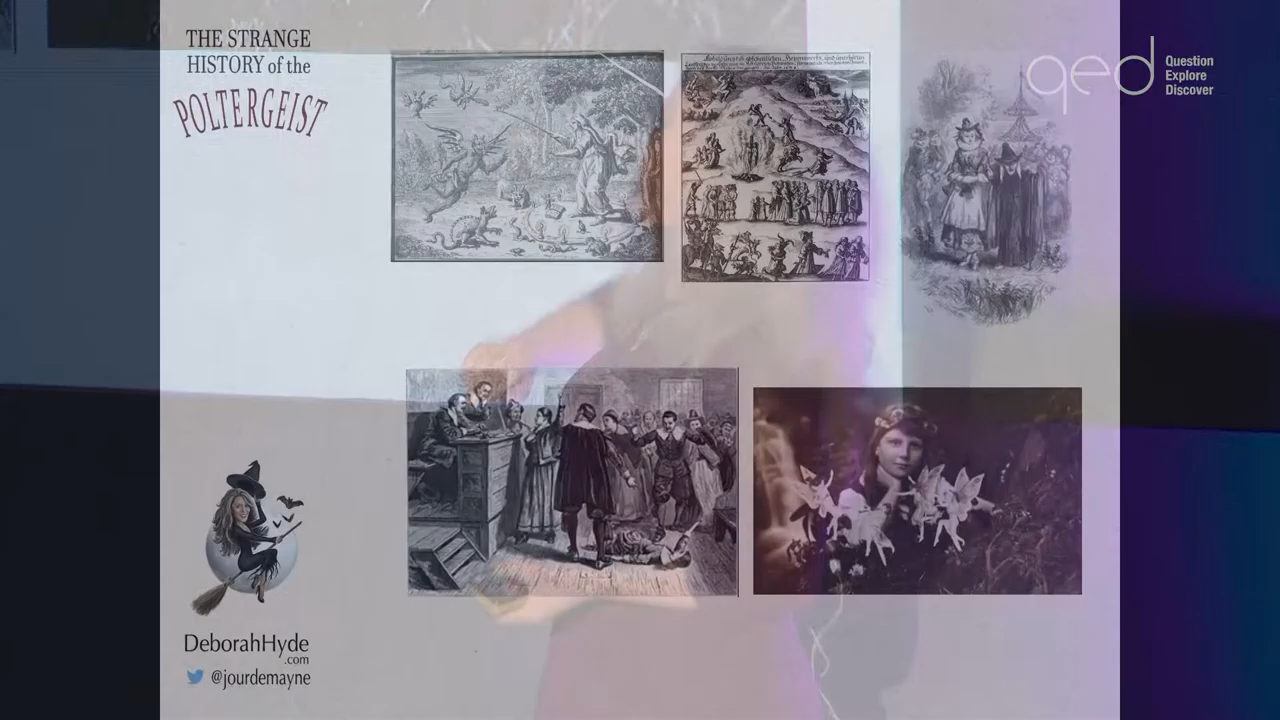 THE STRANGE
HISTORY of the
POLTERGEIST
qed
Question
Explore
Discover
DeborahHyde
.com
@jourdemayne